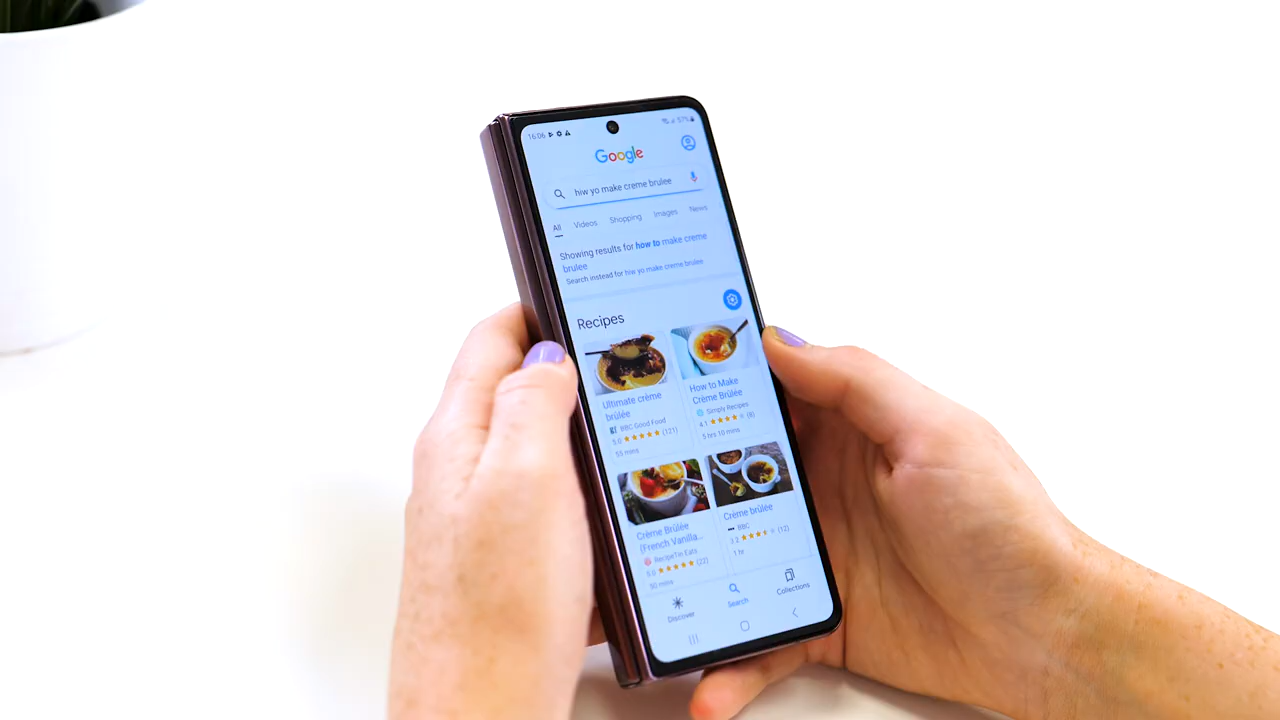 16:06 57%
Google
hiw yo make creme brulee
All Videos Shopping Images News
Showing results for how to make creme
brulee
Search instead for hiw yo make creme brulee
Recipes
Ultimate crème
brûlée
BBC Good Food
5.0 (121)
55 mins
How to Make
Crème Brûlée
Simply Recipes
4.1 (8)
5 hrs 10 mins
Crème Brûlée
(French Vanilla...
RecipeTin Eats
5.0 (22)
50 mins
Crème brûlée
BBC
3.2 (12)
1 hr
Discover Search Collections